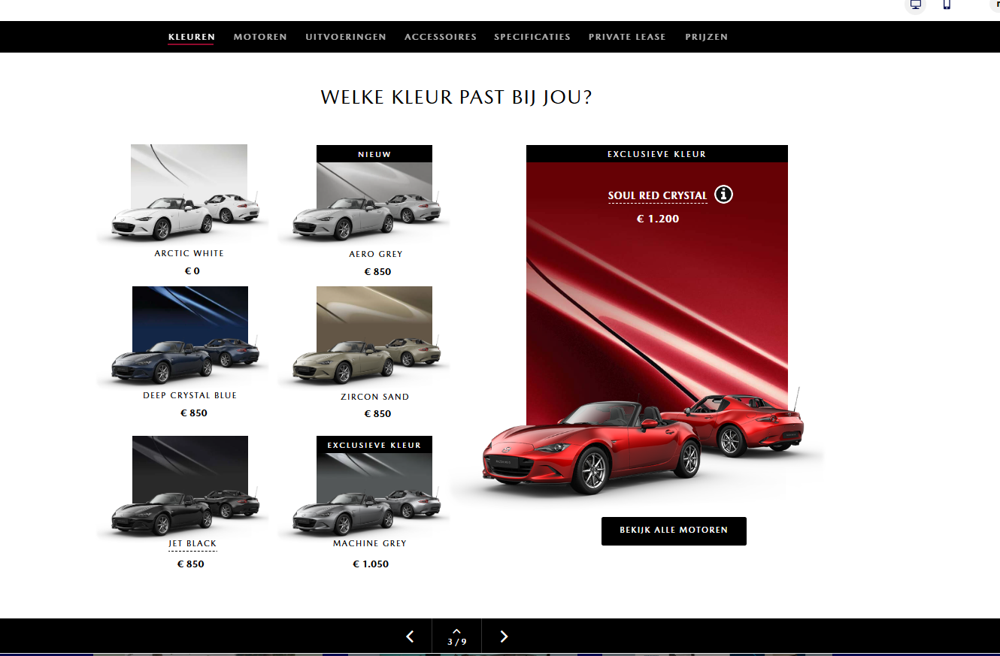 KLEUREN MOTOREN UITVOERINGEN ACCESSOIRES SPECIFICATIES PRIVATE LEASE PRIJZEN
WELKE KLEUR PAST BIJ JOU?
ARCTIC WHITE
€ 0
NIEUW
AERO GREY
€ 850
DEEP CRYSTAL BLUE
€ 850
ZIRCON SAND
€ 850
JET BLACK
€ 850
EXCLUSIEVE KLEUR
MACHINE GREY
€ 1.050
EXCLUSIEVE KLEUR
SOUL RED CRYSTAL
€ 1.200
BEKIJK ALLE MOTOREN
3 / 9